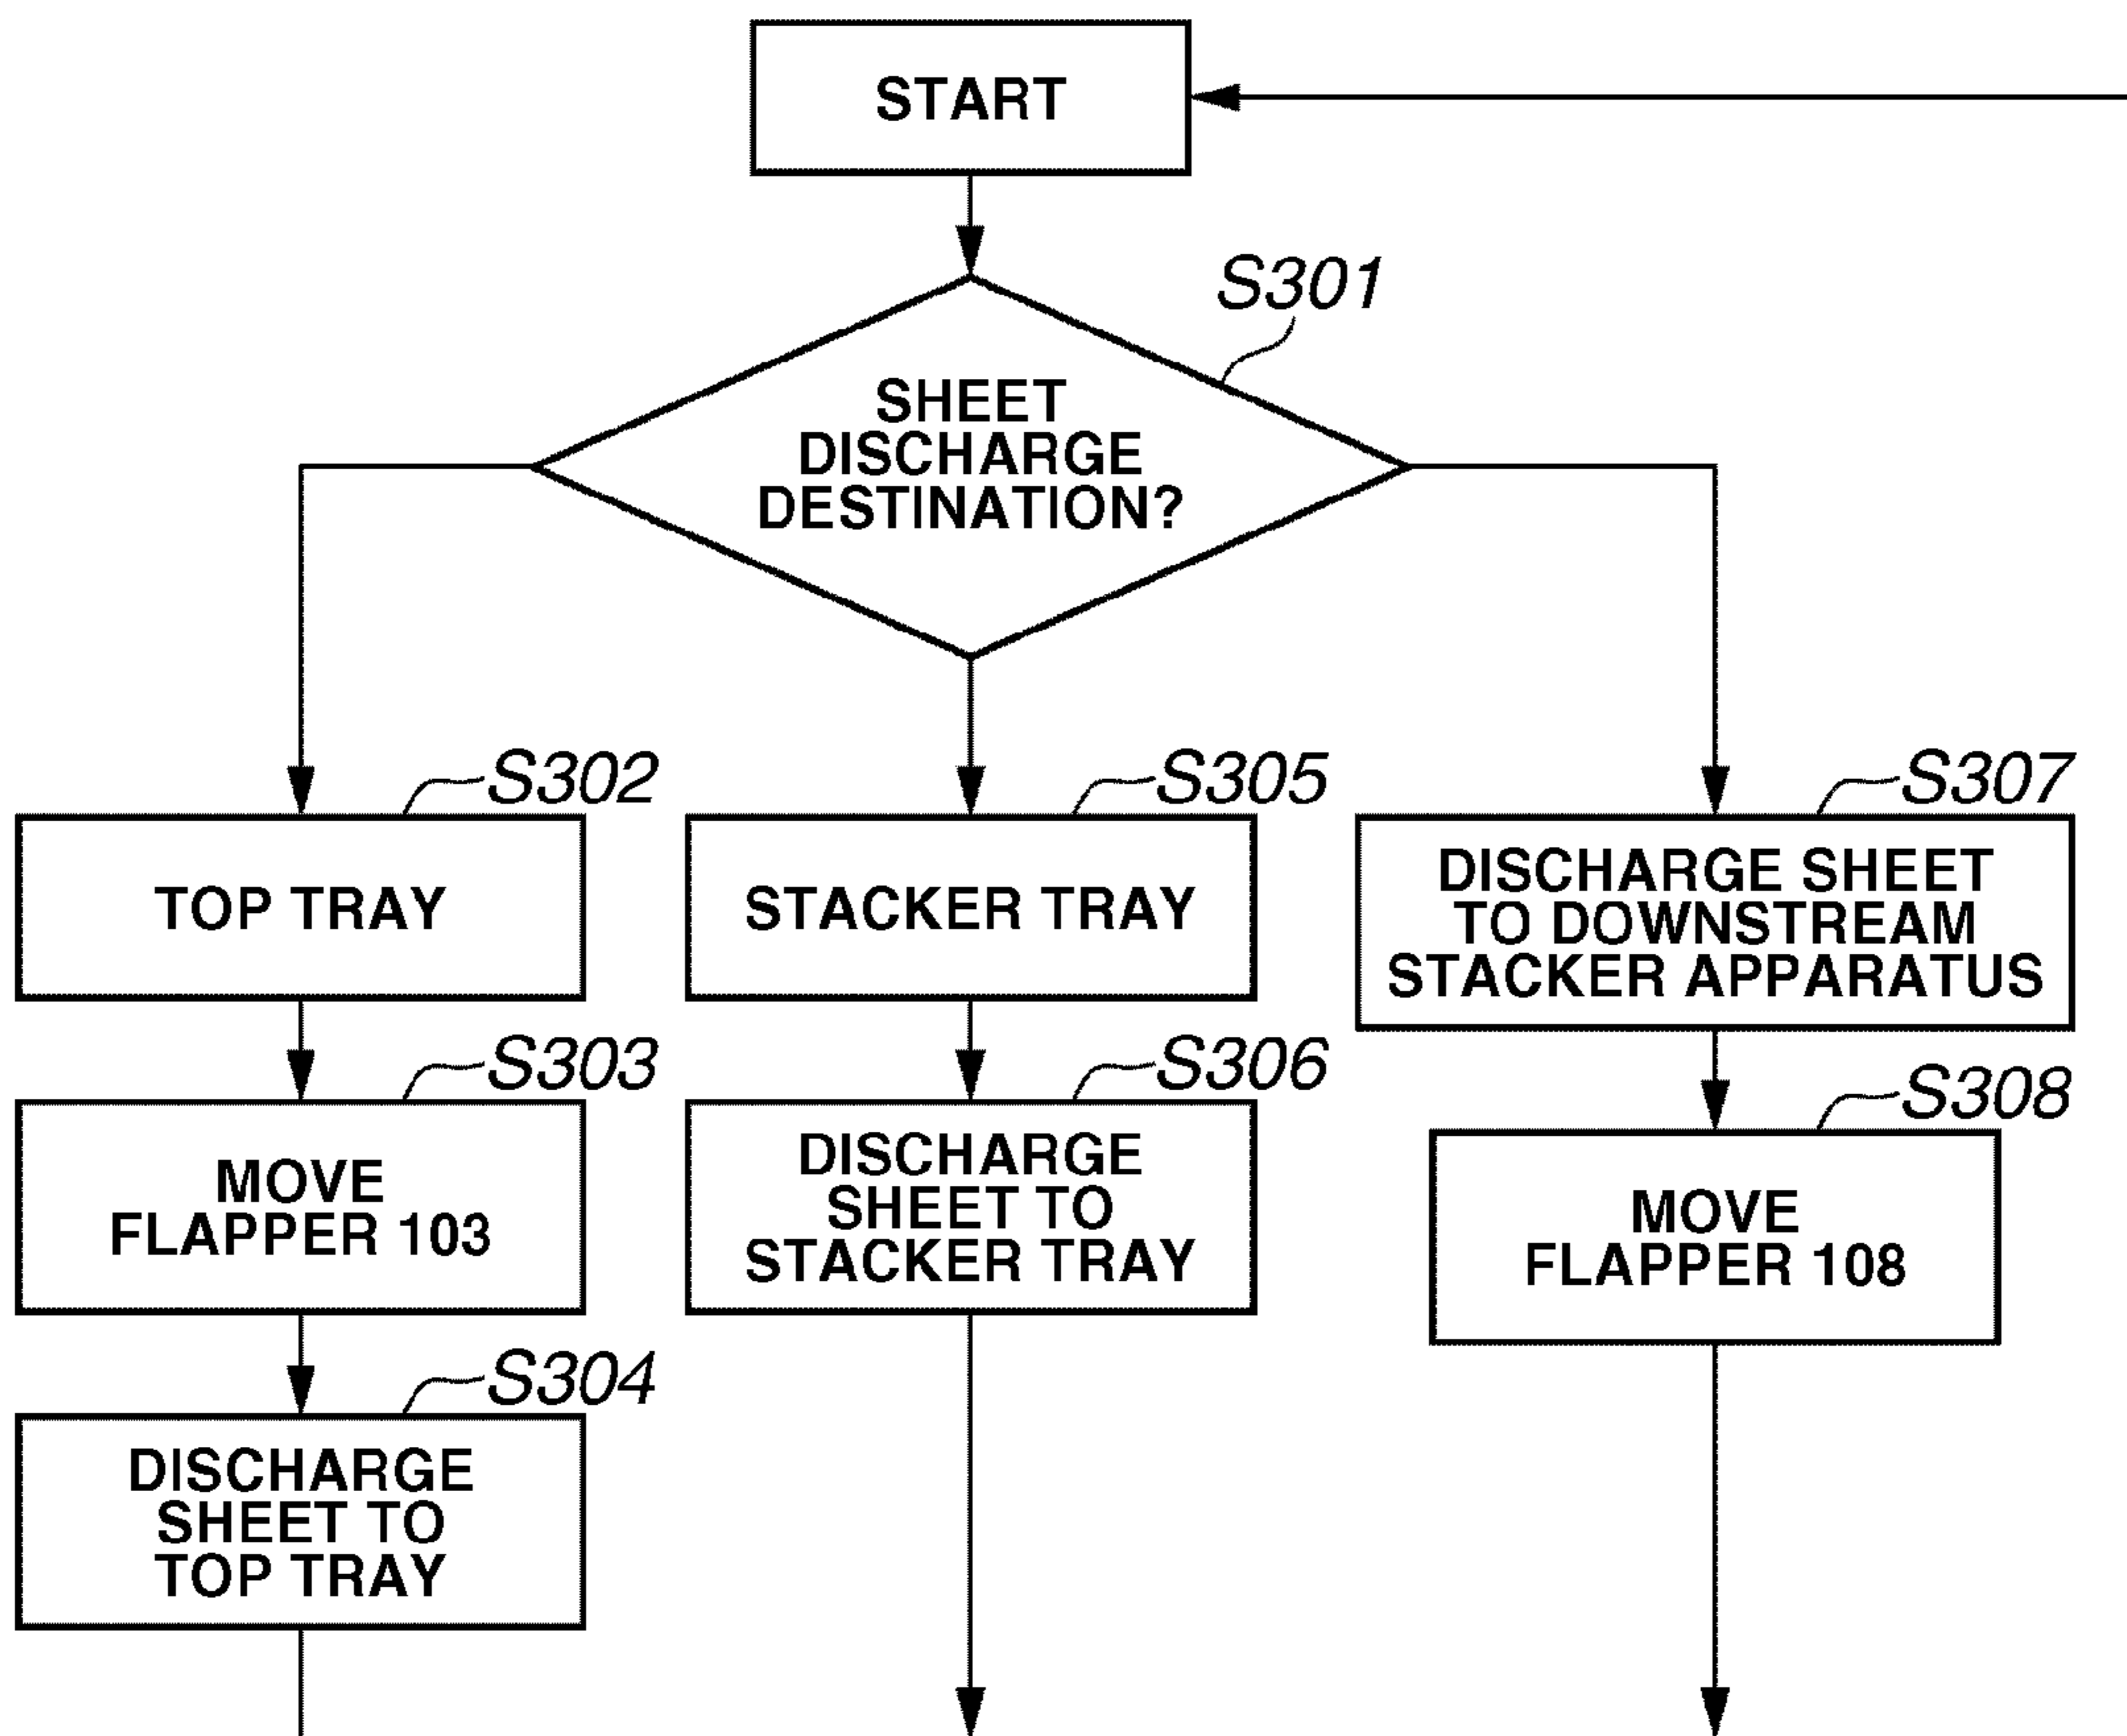 START
S301
SHEET
DISCHARGE
DESTINATION?
S302
TOP TRAY
S303
MOVE
FLAPPER 103
S304
DISCHARGE
SHEET TO
TOP TRAY
S305
STACKER TRAY
S306
DISCHARGE
SHEET TO
STACKER TRAY
S307
DISCHARGE SHEET
TO DOWNSTREAM
STACKER APPARATUS
S308
MOVE
FLAPPER 108